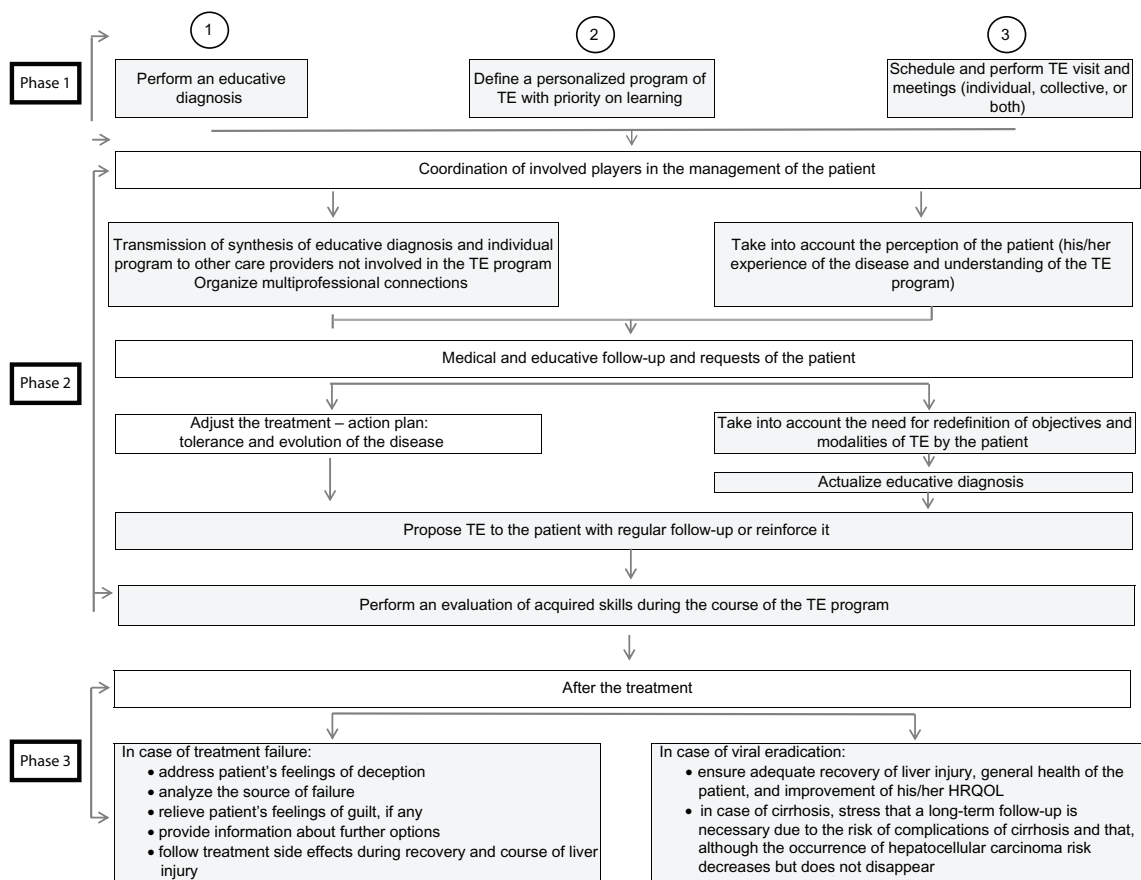 1
2
3
Phase 1
Perform an educative
diagnosis
Define a personalized program of
TE with priority on learning
Schedule and perform TE visit and
meetings (individual, collective, or
both)
Coordination of involved players in the management of the patient
Transmission of synthesis of educative diagnosis and individual
program to other care providers not involved in the TE program
Organize multiprofessional connections
Take into account the perception of the patient (his/her
experience of the disease and understanding of the TE
program)
Medical and educative follow-up and requests of the patient
Phase 2
Adjust the treatment – action plan:
tolerance and evolution of the disease
Take into account the need for redefinition of objectives and
modalities of TE by the patient
Actualize educative diagnosis
Propose TE to the patient with regular follow-up or reinforce it
Perform an evaluation of acquired skills during the course of the TE program
After the treatment
Phase 3
In case of treatment failure:
• address patient’s feelings of deception
• analyze the source of failure
• relieve patient’s feelings of guilt, if any
• provide information about further options
• follow treatment side effects during recovery and course of liver
injury
In case of viral eradication:
• ensure adequate recovery of liver injury, general health of the
patient, and improvement of his/her HRQOL
• in case of cirrhosis, stress that a long-term follow-up is
necessary due to the risk of complications of cirrhosis and that,
although the occurrence of hepatocellular carcinoma risk
decreases but does not disappear